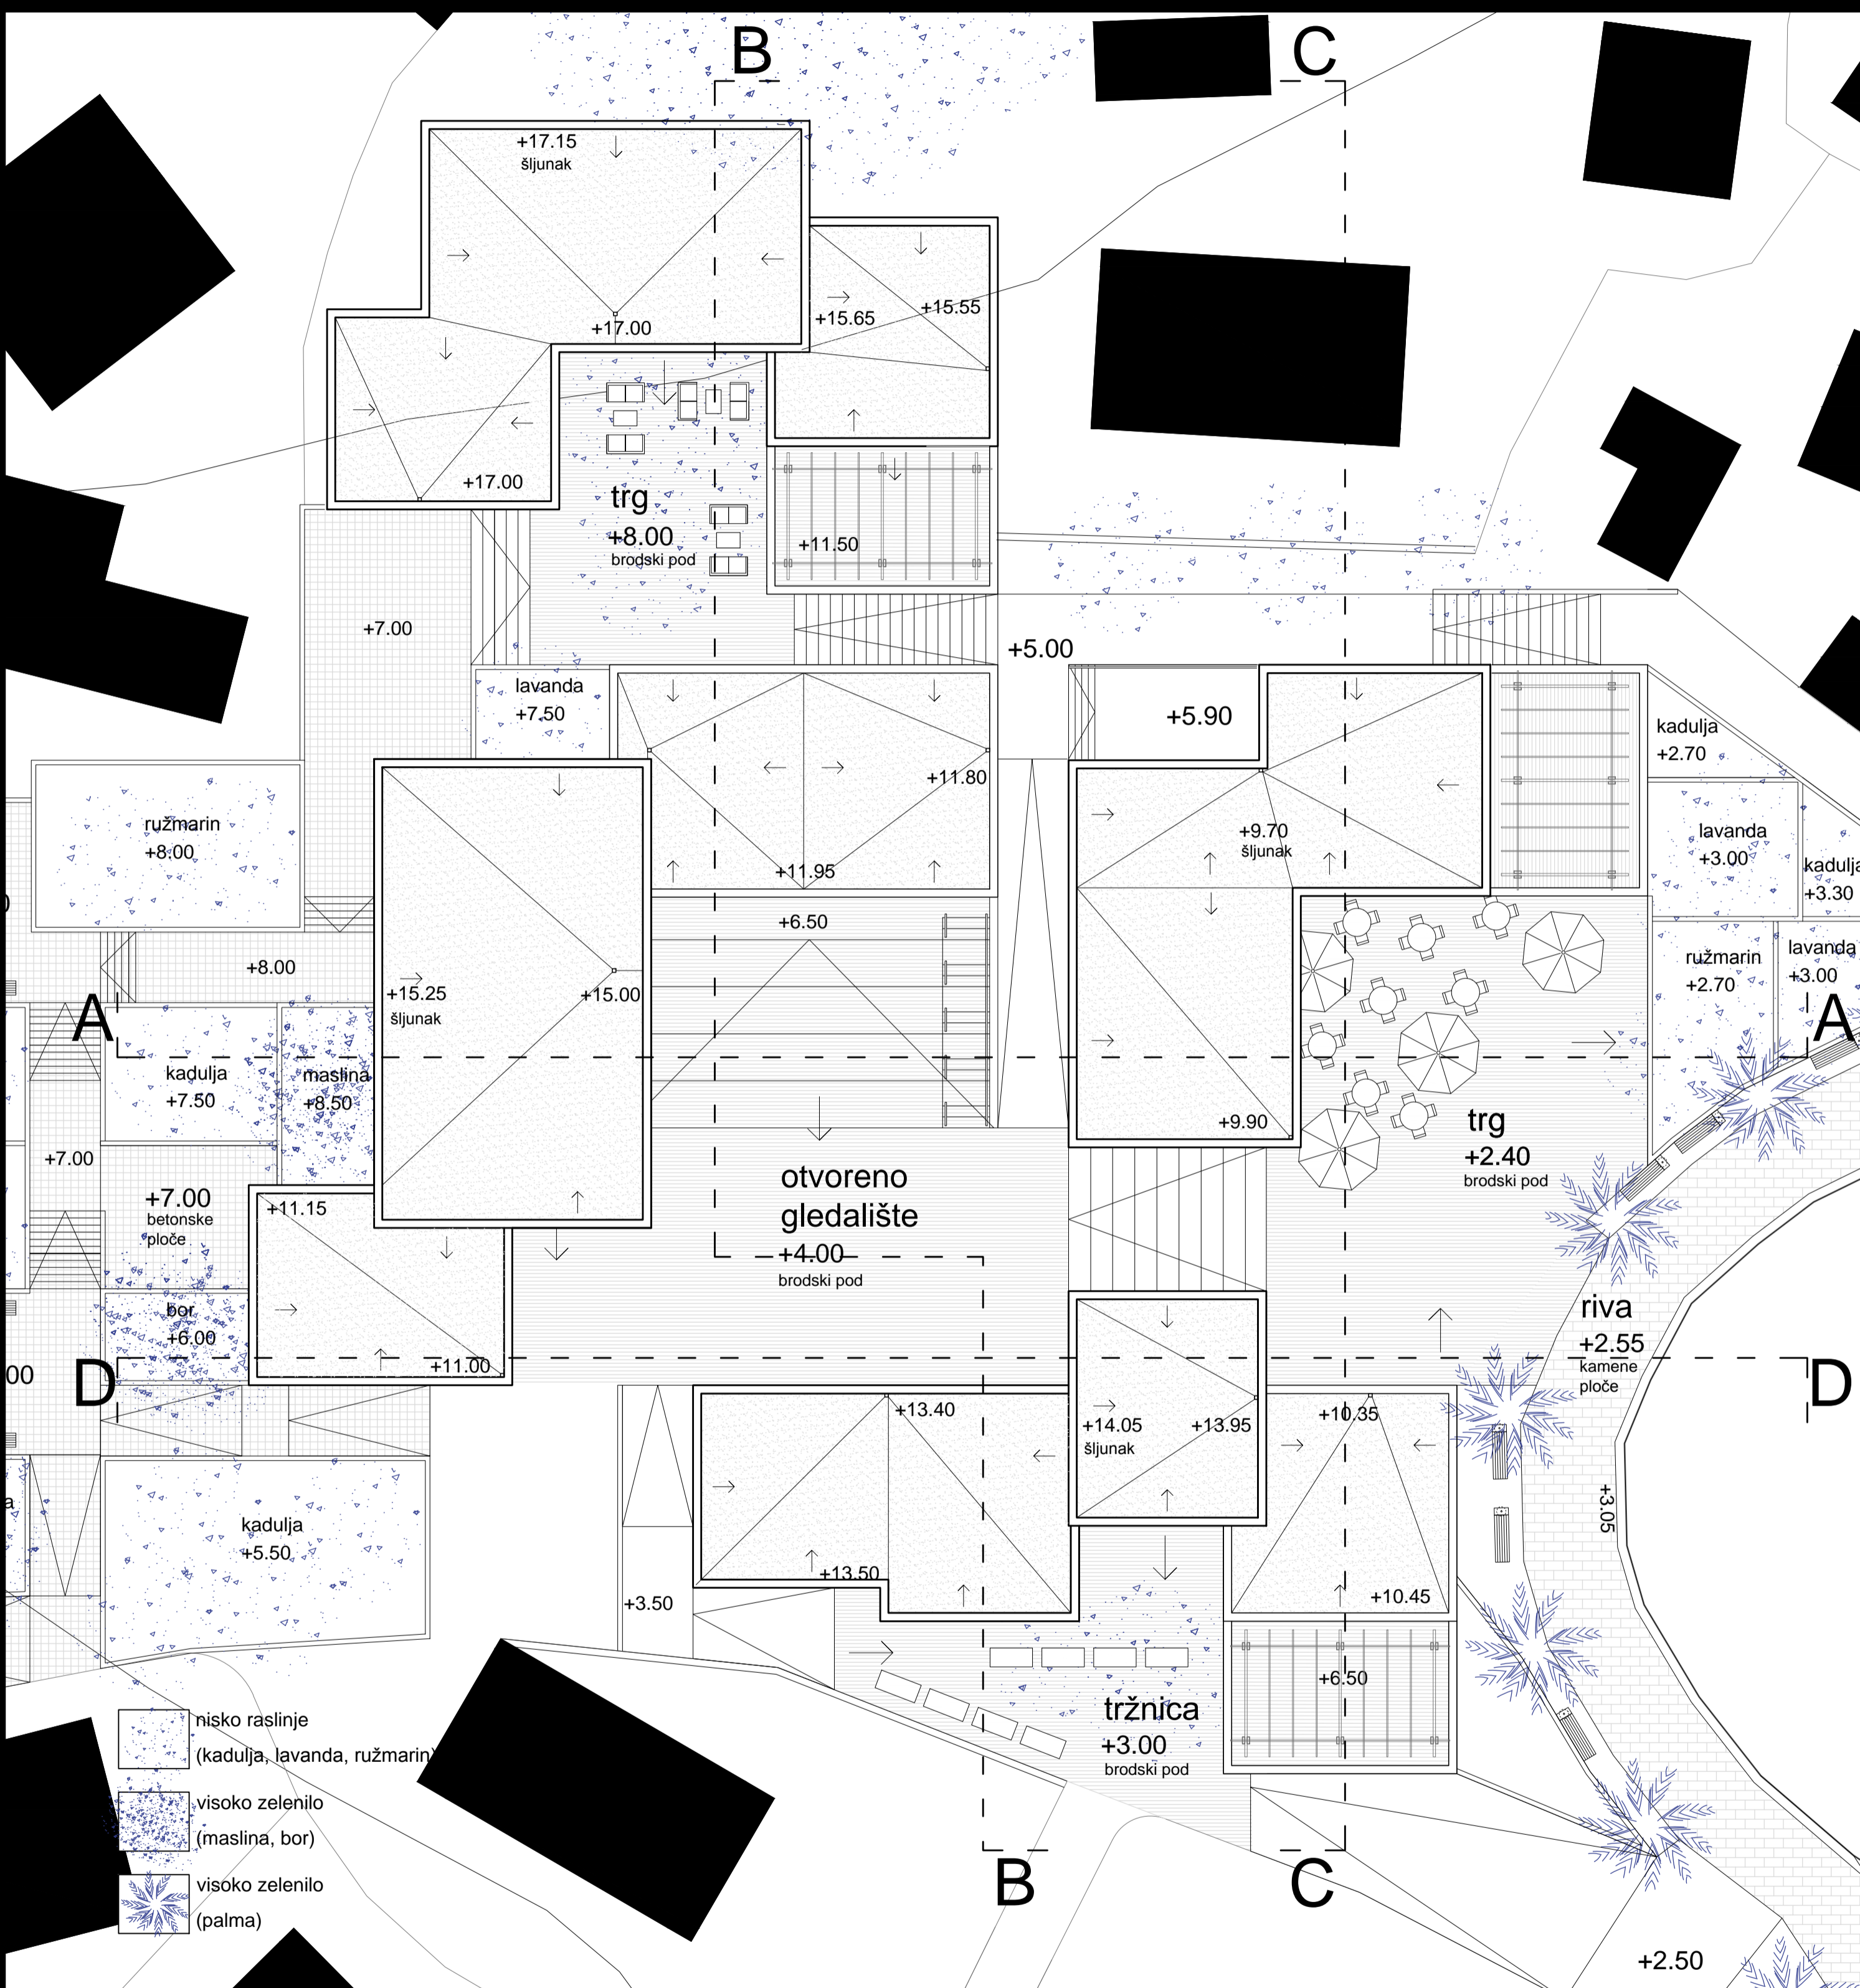 B
C
+17.15
šljunak
+17.00
+15.65
+15.55
+17.00
trg
+8.00
brodski pod
+11.50
+7.00
+5.00
lavanda
+7.50
+5.90
kadulja
+2.70
+11.80
ružmarin
+8.00
+9.70
šljunak
lavanda
+3.00
kadulja
+3.30
+11.95
+6.50
+8.00
ružmarin
+2.70
lavanda
+3.00
+15.25
šljunak
+15.00
A
A
kadulja
+7.50
maslina
+8.50
+9.90
trg
+2.40
brodski pod
+7.00
+7.00
betonske
ploče
+11.15
otvoreno
gledalište
+4.00
brodski pod
bor
+6.00
+11.00
riva
+2.55
kamene
ploče
00
D
D
+13.40
+14.05
šljunak
+13.95
+10.35
+3.05
a
kadulja
+5.50
+13.50
+3.50
+10.45
+6.50
tržnica
+3.00
brodski pod
nisko raslinje
(kadulja, lavanda, ružmarin)
visoko zelenilo
(maslina, bor)
visoko zelenilo
(palma)
B
C
+2.50